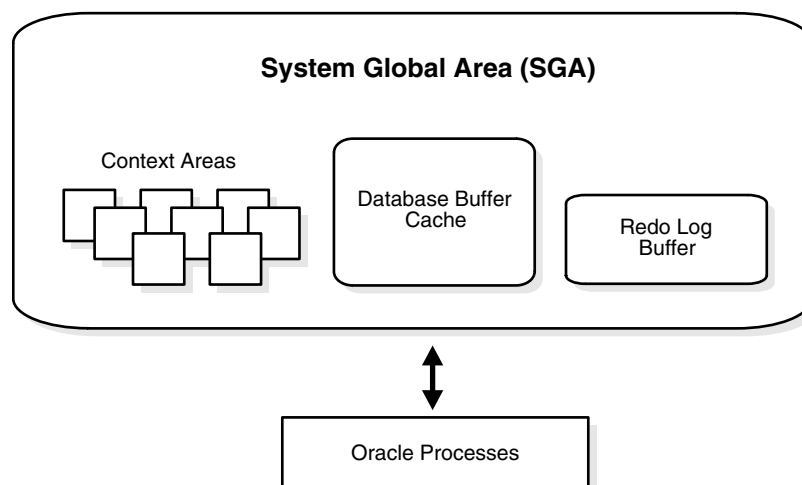 System Global Area (SGA)
Context Areas
Database Buffer
Cache
Redo Log
Buffer
Oracle Processes